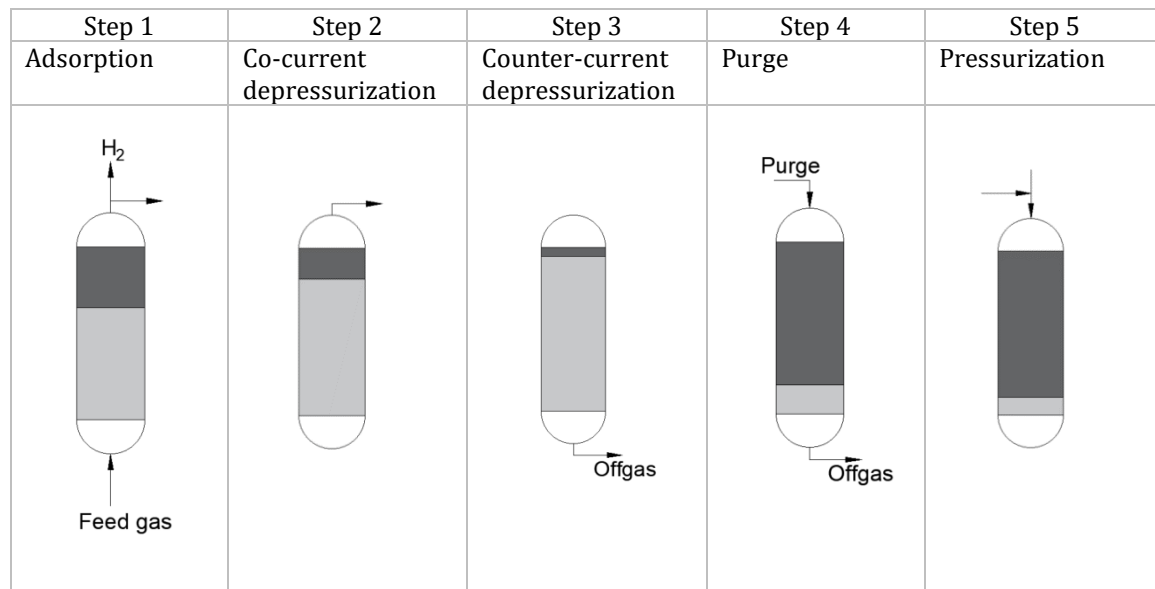 Step 1
Step 2
Step 3
Step 4
Step 5
Adsorption
Co-current
depressurization
Counter-current
depressurization
Purge
Pressurization
H2
Feed gas
Offgas
Purge
Offgas